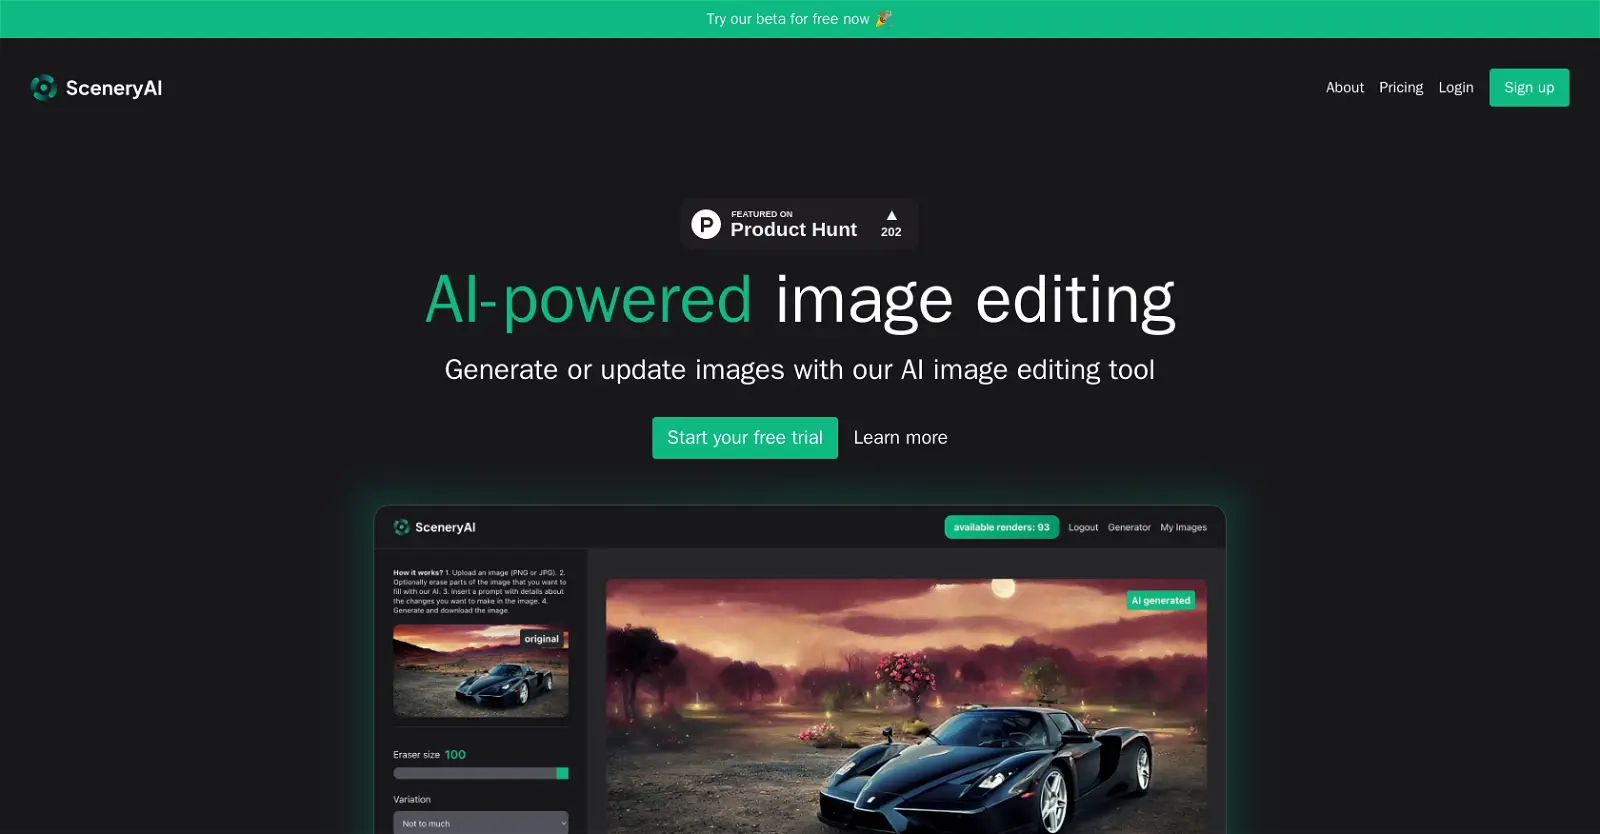 Try our beta for free now 🎉
SceneryAI
About Pricing Login Sign up
FEATURED ON
Product Hunt
▲
202
AI-powered image editing
Generate or update images with our AI image editing tool
Start your free trial Learn more
SceneryAI
available renders: 93 Logout Generator My Images
How it works? 1. Upload an image (PNG or JPG). 2.
Optionally erase parts of the image that you want to
fill with our AI. 3. insert a prompt with details about
the changes you want to make in the image. 4.
Generate and download the image.
original
AI generated
Eraser size 100
Variation
Not to much